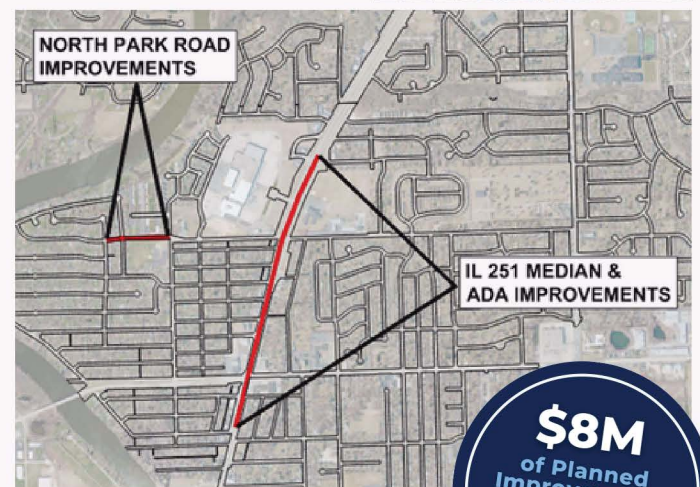 NORTH PARK ROAD
IMPROVEMENTS
IL 251 MEDIAN &
ADA IMPROVEMENTS
$8M
of Planned